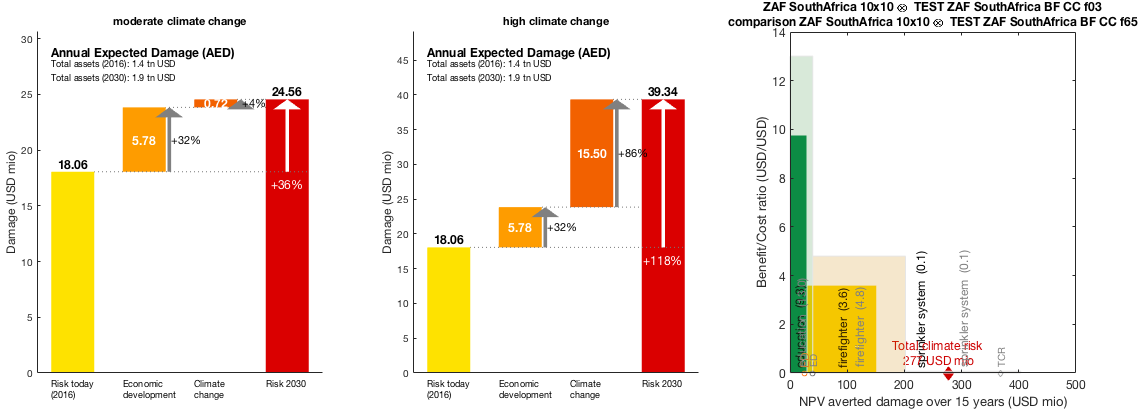 moderate climate change
Annual Expected Damage (AED)
Total assets (2016): 1.4 tn USD
Total assets (2030): 1.9 tn USD
Damage (USD mio)
30
25
20
15
10
5
0
18.06
5.78
+32%
0.72
+4%
24.56
+36%
Risk today
(2016)
Economic
development
Climate
change
Risk 2030
high climate change
Annual Expected Damage (AED)
Total assets (2016): 1.4 tn USD
Total assets (2030): 1.9 tn USD
Damage (USD mio)
45
40
35
30
25
20
15
10
5
0
18.06
5.78
+32%
15.50
+86%
39.34
+118%
Risk today
(2016)
Economic
development
Climate
change
Risk 2030
ZAF SouthAfrica 10x10 ⊗ TEST ZAF SouthAfrica BF CC f03
comparison ZAF SouthAfrica 10x10 ⊗ TEST ZAF SouthAfrica BF CC f65
Benefit/Cost ratio (USD/USD)
14
12
10
8
6
4
2
0
firefighter (3.6)
firefighter (4.8)
sprinkler system (0.1)
sprinkler system (0.1)
Total climate risk
USD mio
TCR
0
100
200
300
400
500
NPV averted damage over 15 years (USD mio)